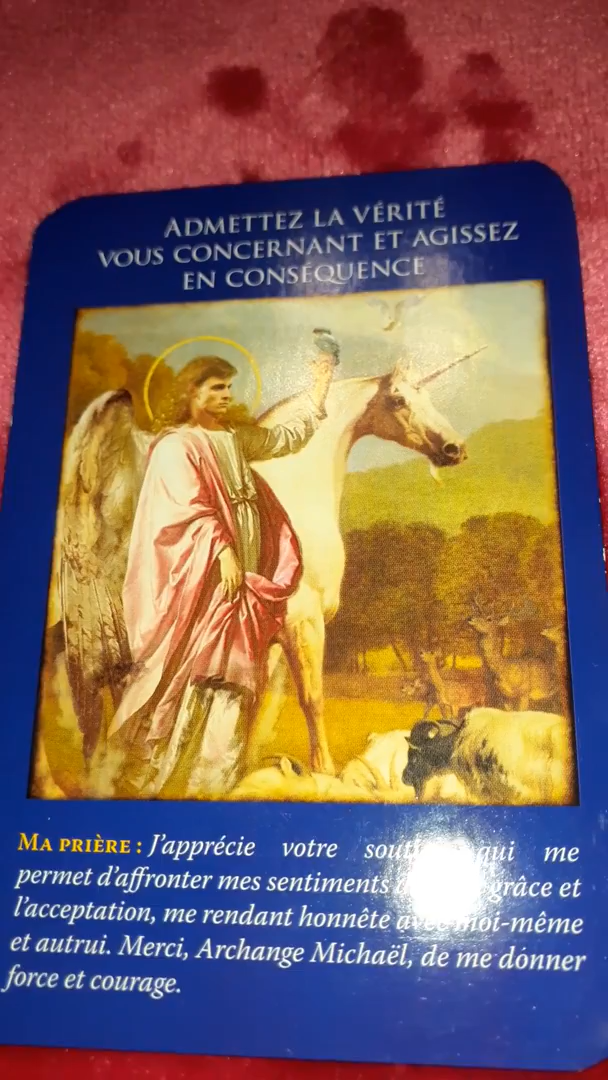 ADMETTEZ LA VÉRITÉ
VOUS CONCERNANT ET AGISSEZ
EN CONSÉQUENCE
MA PRIÈRE : J'apprécie votre qui me
permet d'affronter mes sentiments grâce et
l'acceptation, me rendant honnête avec moi-même
et autrui. Merci, Archange Michaël, de me donner
force et courage.